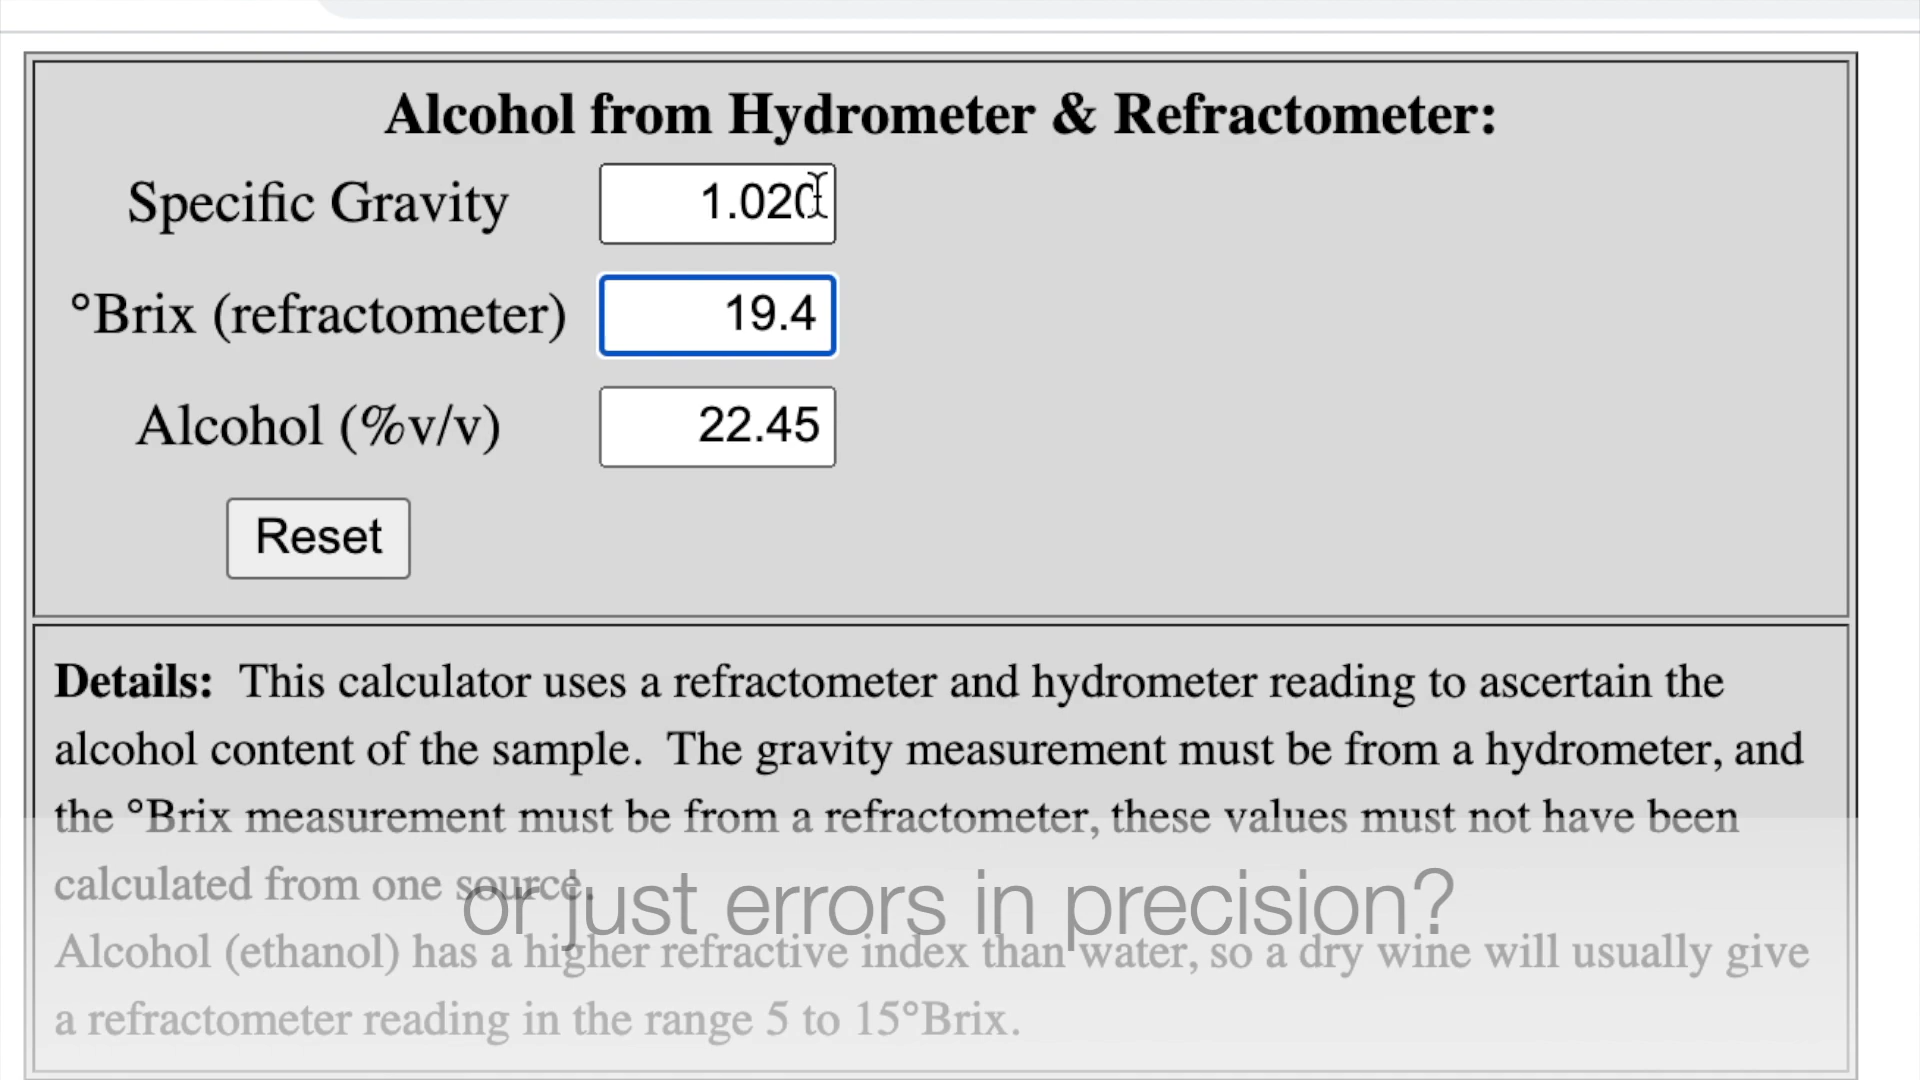 Alcohol from Hydrometer & Refractometer:
Specific Gravity 1.020
°Brix (refractometer) 19.4
Alcohol (%v/v) 22.45
Reset
Details: This calculator uses a refractometer and hydrometer reading to ascertain the
alcohol content of the sample. The gravity measurement must be from a hydrometer, and
the °Brix measurement must be from a refractometer, these values must not have been
calculated from one source.
or just errors in precision?
Alcohol (ethanol) has a higher refractive index than water, so a dry wine will usually give
a refractometer reading in the range 5 to 15°Brix.